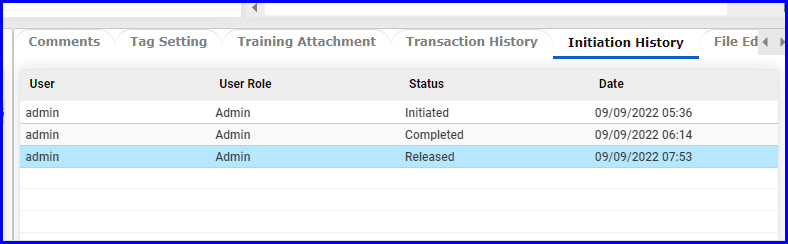 Comments Tag Setting Training Attachment Transaction History Initiation History File Ed
User User Role Status Date
admin Admin Initiated 09/09/2022 05:36
admin Admin Completed 09/09/2022 06:14
admin Admin Released 09/09/2022 07:53